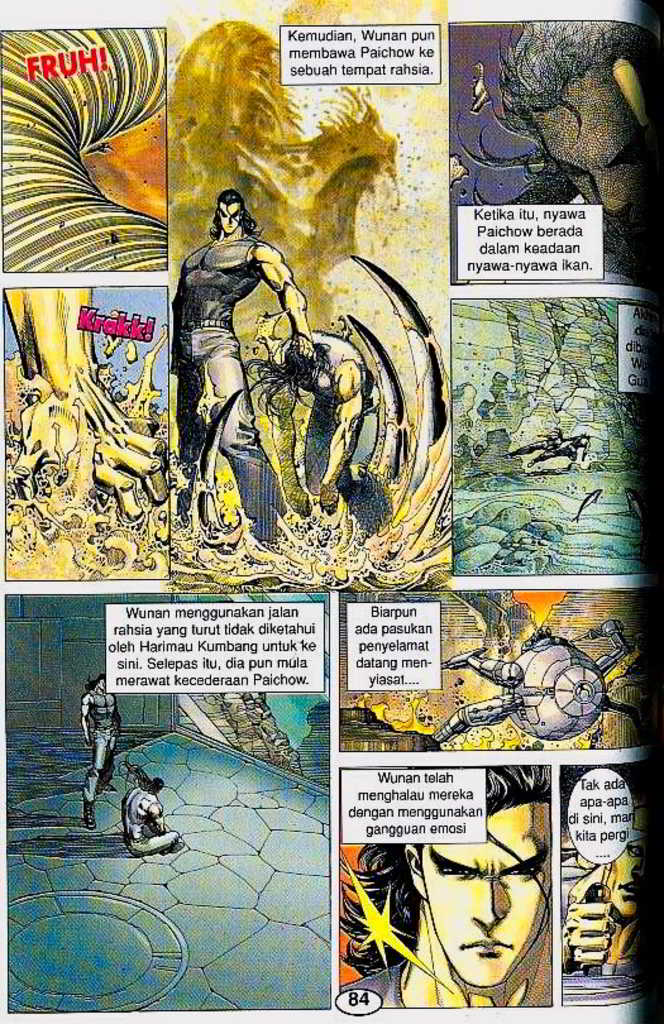 FRUH!
Kemudian, Wunan pun
membawa Paichow ke
sebuah tempat rahsia.
Ketika itu, nyawa
Paichow berada
dalam keadaan
nyawa-nyawa ikan.
Krakk!
Wunan menggunakan jalan
rahsia yang turut tidak diketahui
oleh Harimau Kumbang untuk ke
sini. Selepas itu, dia pun mula
merawat kecederaan Paichow.
Biarpun
ada pasukan
penyelamat
datang men-
yiasat....
Wunan telah
menghalau mereka
dengan menggunakan
gangguan emosi
Tak ada
apa-apa
di sini, mari
kita pergi
....
84